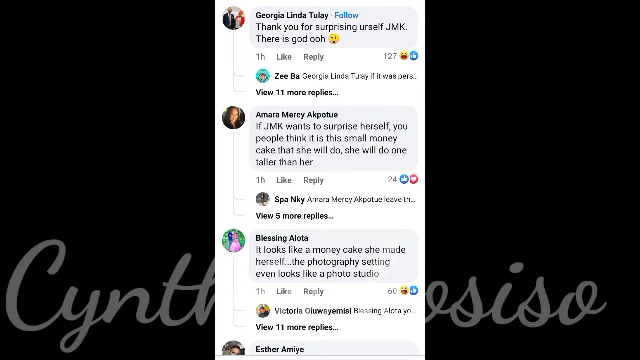 Georgia Linda Tulay · Follow
Thank you for surprising urself JMK.
There is god ooh 😲
1h Like Reply 127
Zee Ba Georgia Linda Tulay if it was pers...
View 11 more replies...
Amara Mercy Akpotue
If JMK wants to surprise herself, you
people think it is this small money
cake that she will do, she will do one
taller than her
1h Like Reply 24
Spa Nky Amara Mercy Akpotue leave th...
View 5 more replies...
Blessing Alota
It looks like a money cake she made
herself...the photography setting
even looks like a photo studio
1h Like Reply 60
Victoria Oluwayemisi Blessing Alota yo...
View 11 more replies...
Esther Amiye